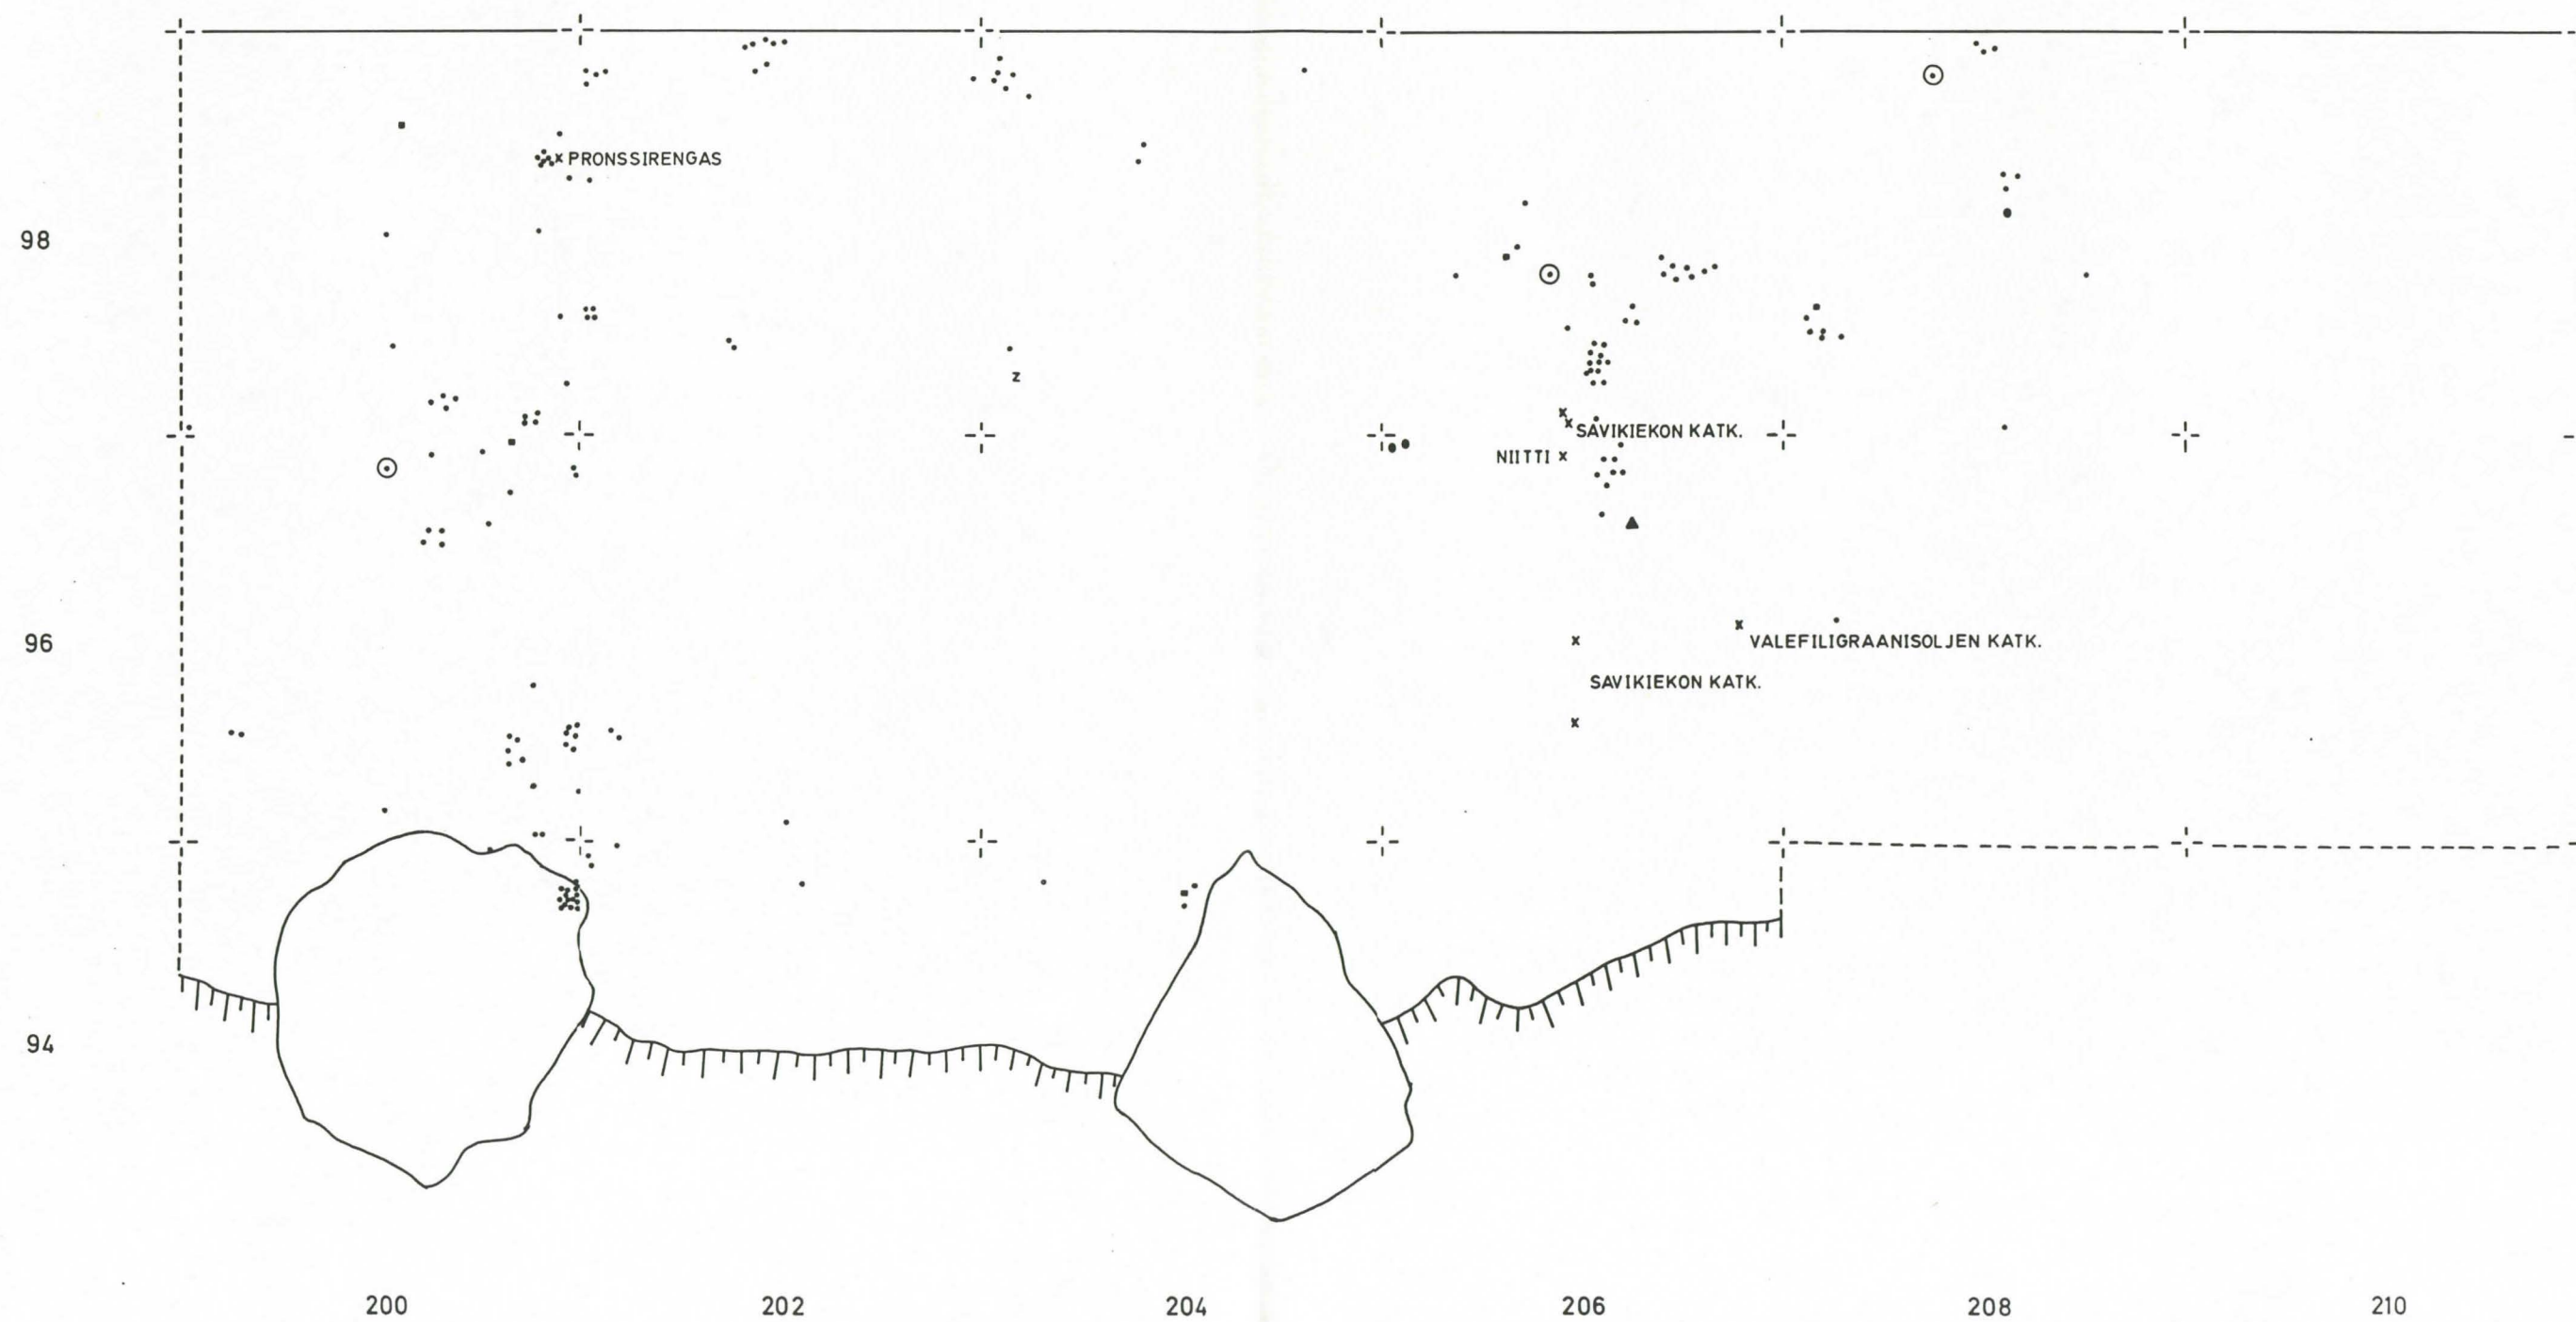 PRONSSIRENGAS
98
z
SAVIKIEKON KATK.
NIITTI x
96
VALEFILIGRAANISOLJEN KATK.
SAVIKIEKON KATK.
94
200 202 204 206 208 210